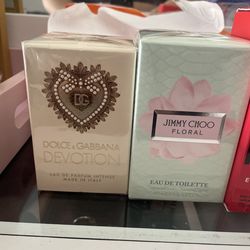 DG
DOLCE & GABBANA
DEVOTION
EAU DE PARFUM INTENSE
MADE IN ITALY
JIMMY CHOO
FLORAL
EAU DE TOILETTE